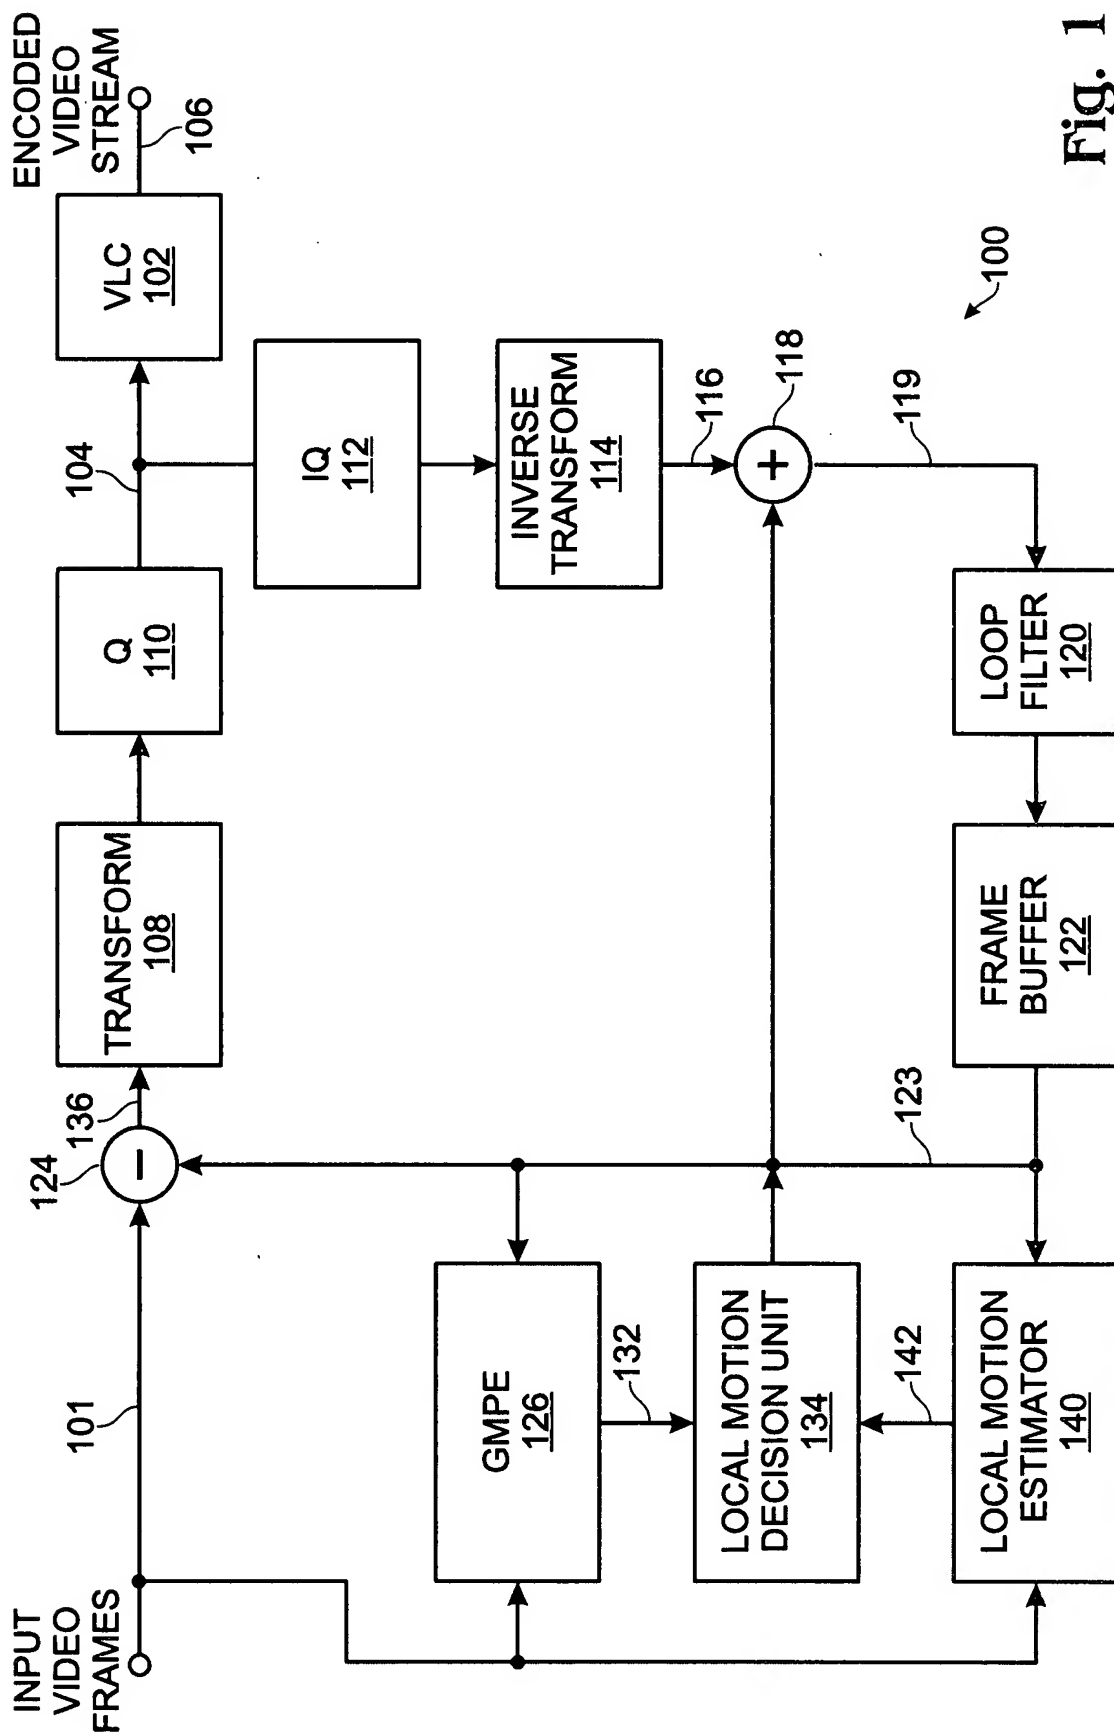 INPUT
VIDEO
FRAMES
101
124
136
TRANSFORM
108
Q
110
104
VLC
102
106
ENCODED
VIDEO
STREAM
IQ
112
INVERSE
TRANSFORM
114
116
118
119
100
GMPE
126
132
LOCAL MOTION
DECISION UNIT
134
142
LOCAL MOTION
ESTIMATOR
140
123
FRAME
BUFFER
122
LOOP
FILTER
120
Fig. 1